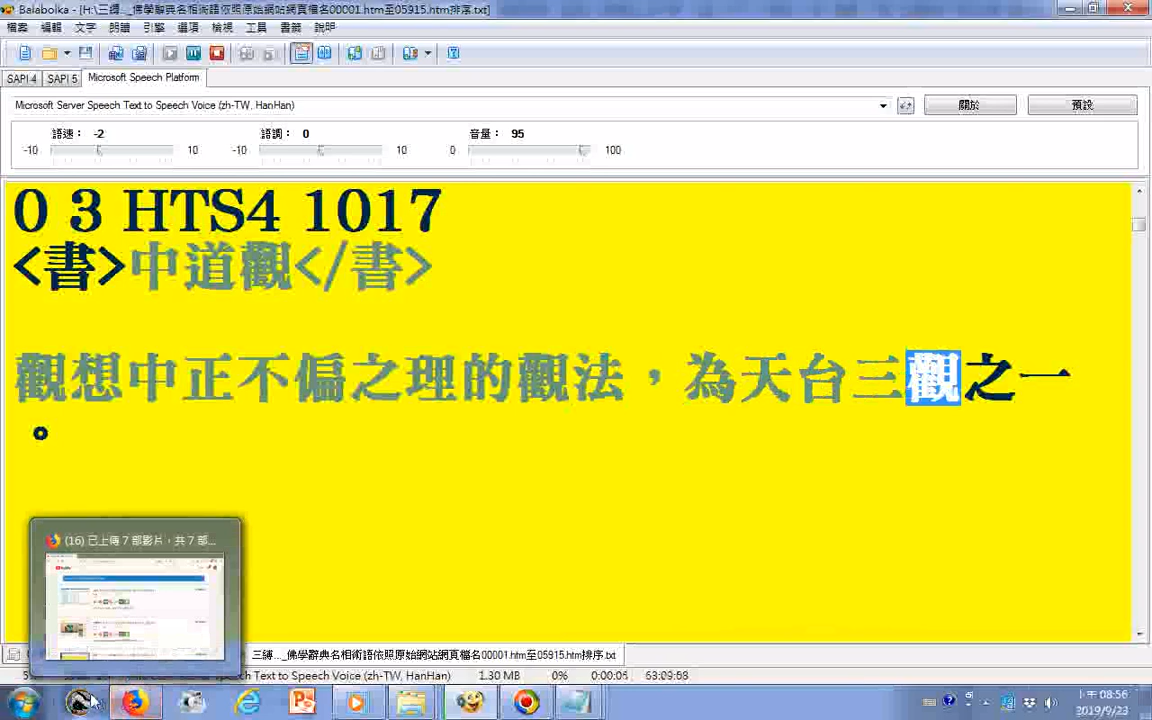 Balabolka - [H:\三縛..._佛學辭典名相術語依照原始網站網頁檔名00001.htm至05915.htm排序.txt]
檔案 編輯 文字 朗讀 引擎 選項 檢視 工具 書籤 說明
SAPI 4 SAPI 5 Microsoft Speech Platform
Microsoft Server Speech Text to Speech Voice (zh-TW, HanHan)
關於 預設
語速： -2 語調： 0 音量： 95
-10 10 -10 10 0 100
0 3 HTS4 1017
<書>中道觀</書>
觀想中正不偏之理的觀法，為天台三觀之一
。
(16) 已上傳 7 部影片，共 7 部...
三縛..._佛學辭典名相術語依照原始網站網頁檔名00001.htm至05915.htm排序.txt
Text to Speech Voice (zh-TW, HanHan) 1.30 MB 0% 0:00:05 63:09:58
下午 08:56
2019/9/23